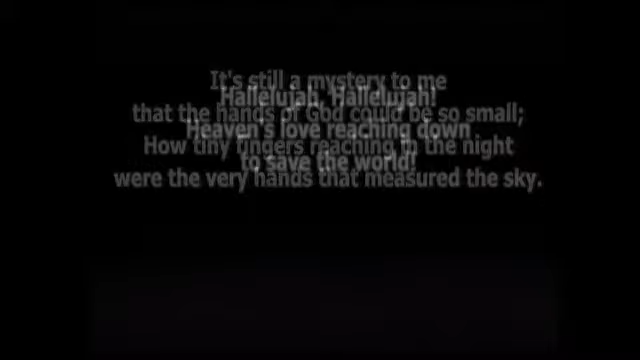 It's still a mystery to me
Hallelujah, Hallelujah!
that the hands of God could be so small;
Heaven's love reaching down
How tiny fingers reaching in the night
to save the world!
were the very hands that measured the sky.